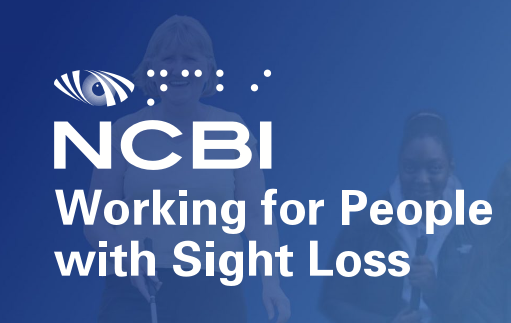 ⠝⠉⠃⠊
NCBI
Working for People
with Sight Loss